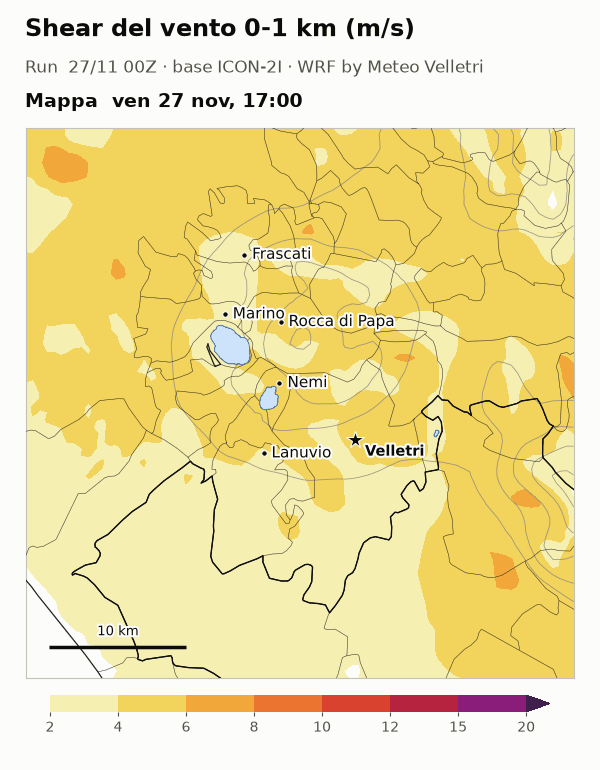 Shear del vento 0-1 km (m/s)
Run  27/11 00Z · base ICON-2I · WRF by Meteo Velletri
Mappa  ven 27 nov, 17:00
Frascati
Marino
Rocca di Papa
Nemi
Velletri
Lanuvio
10 km
2 4 6 8 10 12 15 20